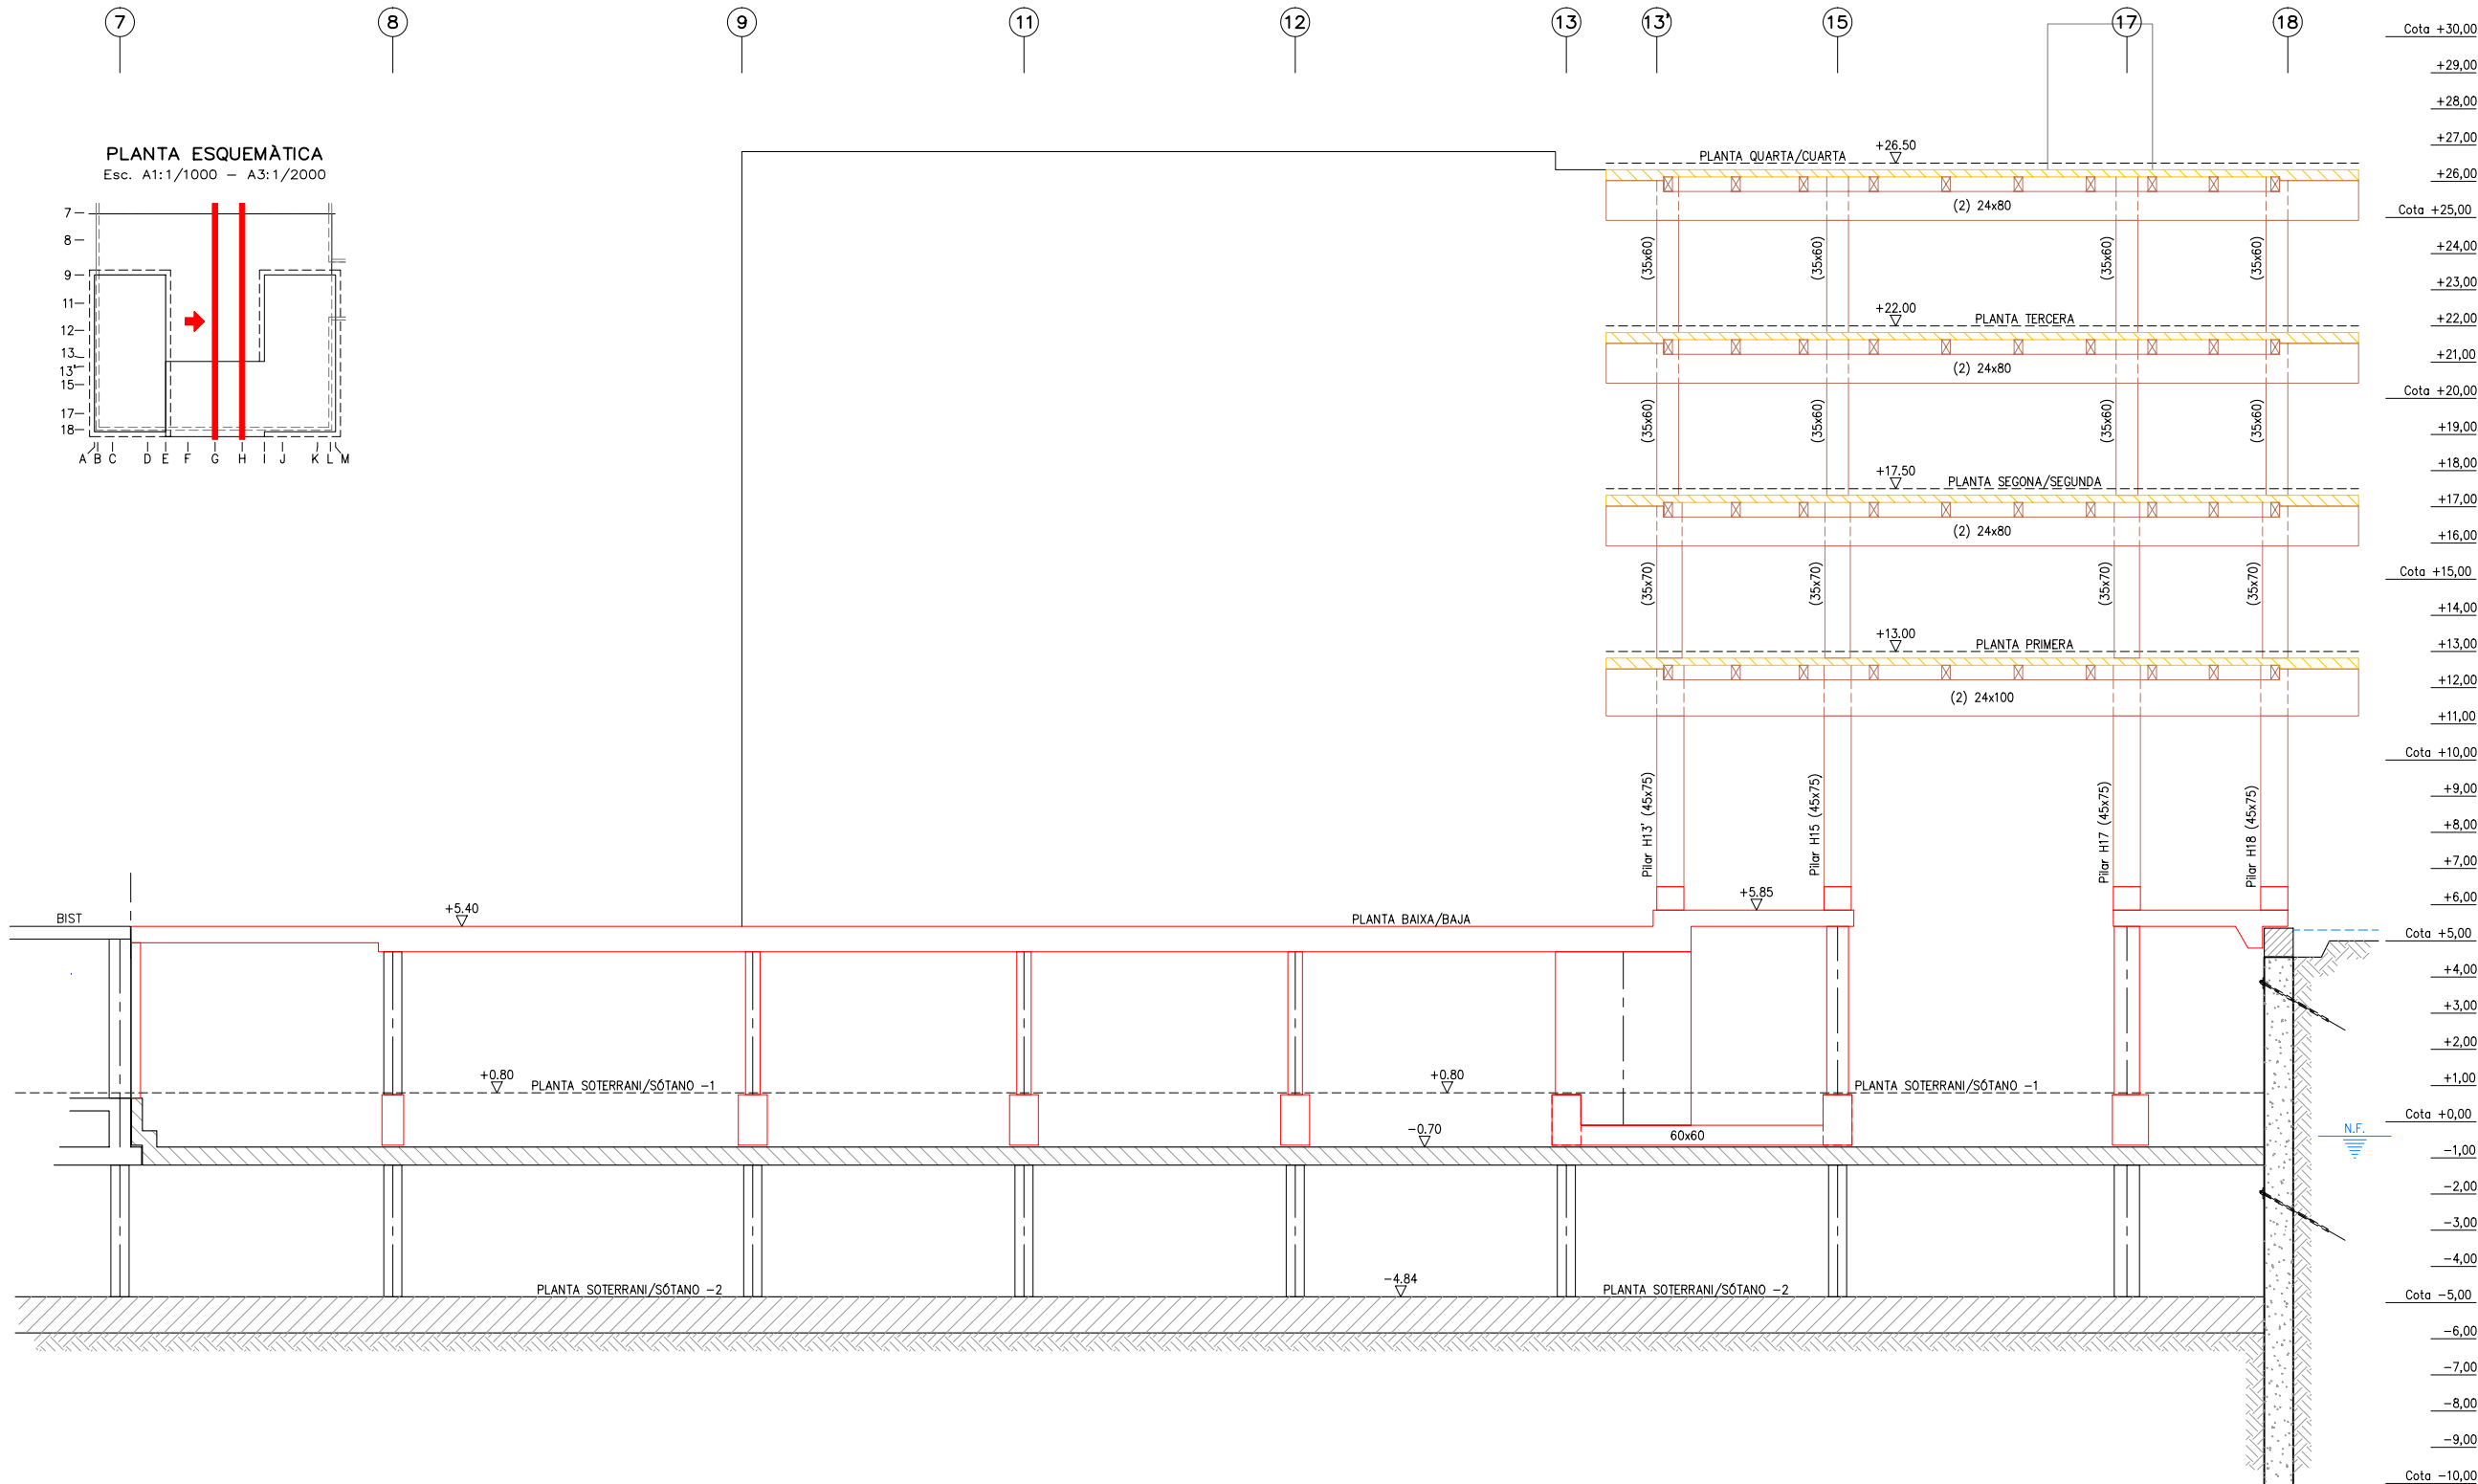 7 8 9 11 12 13 13' 15 17 18
Cota +30,00
+29,00
+28,00
+27,00
+26,00
Cota +25,00
+24,00
+23,00
+22,00
+21,00
Cota +20,00
+19,00
+18,00
+17,00
+16,00
Cota +15,00
+14,00
+13,00
+12,00
+11,00
Cota +10,00
+9,00
+8,00
+7,00
+6,00
Cota +5,00
+4,00
+3,00
+2,00
+1,00
Cota +0,00
-1,00
-2,00
-3,00
-4,00
Cota -5,00
-6,00
-7,00
-8,00
-9,00
Cota -10,00
PLANTA ESQUEMÀTICA
Esc. A1:1/1000 - A3:1/2000
7
8
9
11
12
13
13'
15
17
18
A B C D E F G H I J K L M
PLANTA QUARTA/CUARTA +26.50
(2) 24x80
(35x60) (35x60) (35x60) (35x60)
+22.00 PLANTA TERCERA
(2) 24x80
(35x60) (35x60) (35x60) (35x60)
+17.50 PLANTA SEGONA/SEGUNDA
(2) 24x80
(35x70) (35x70) (35x70) (35x70)
+13.00 PLANTA PRIMERA
(2) 24x100
Pilar H13' (45x75)
Pilar H15 (45x75)
Pilar H17 (45x75)
Pilar H18 (45x75)
+5.85
BIST +5.40 PLANTA BAIXA/BAJA
+0.80 PLANTA SOTERRANI/SÓTANO -1 +0.80 PLANTA SOTERRANI/SÓTANO -1
-0.70 60x60 N.F.
PLANTA SOTERRANI/SÓTANO -2 -4.84 PLANTA SOTERRANI/SÓTANO -2